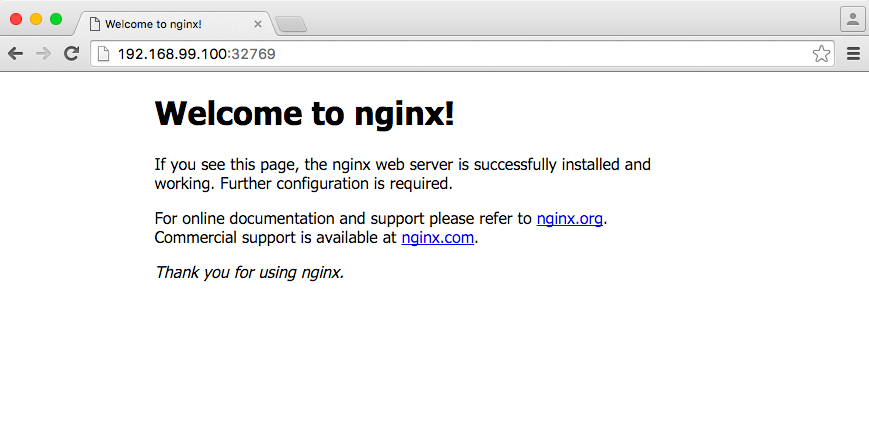 Welcome to nginx!
192.168.99.100:32769
Welcome to nginx!
If you see this page, the nginx web server is successfully installed and
working. Further configuration is required.
For online documentation and support please refer to nginx.org.
Commercial support is available at nginx.com.
Thank you for using nginx.